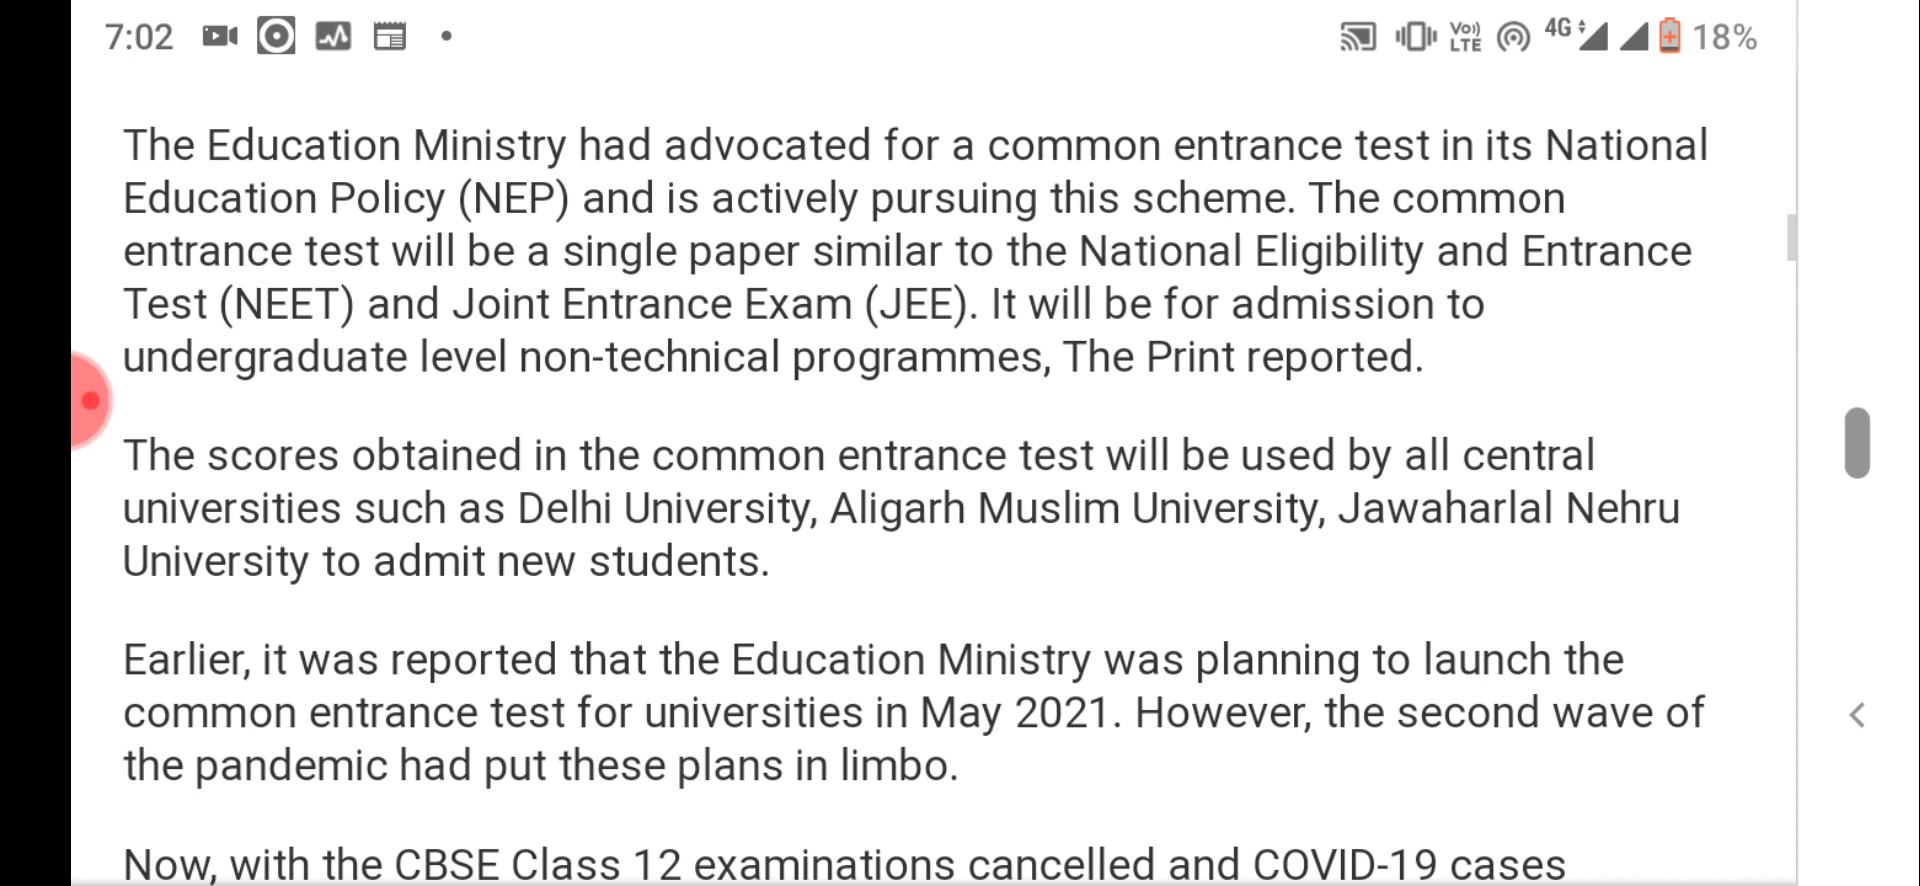 7:02
4G
Vo))
LTE
18%
The Education Ministry had advocated for a common entrance test in its National
Education Policy (NEP) and is actively pursuing this scheme. The common
entrance test will be a single paper similar to the National Eligibility and Entrance
Test (NEET) and Joint Entrance Exam (JEE). It will be for admission to
undergraduate level non-technical programmes, The Print reported.
The scores obtained in the common entrance test will be used by all central
universities such as Delhi University, Aligarh Muslim University, Jawaharlal Nehru
University to admit new students.
Earlier, it was reported that the Education Ministry was planning to launch the
common entrance test for universities in May 2021. However, the second wave of
the pandemic had put these plans in limbo.
Now, with the CBSE Class 12 examinations cancelled and COVID-19 cases